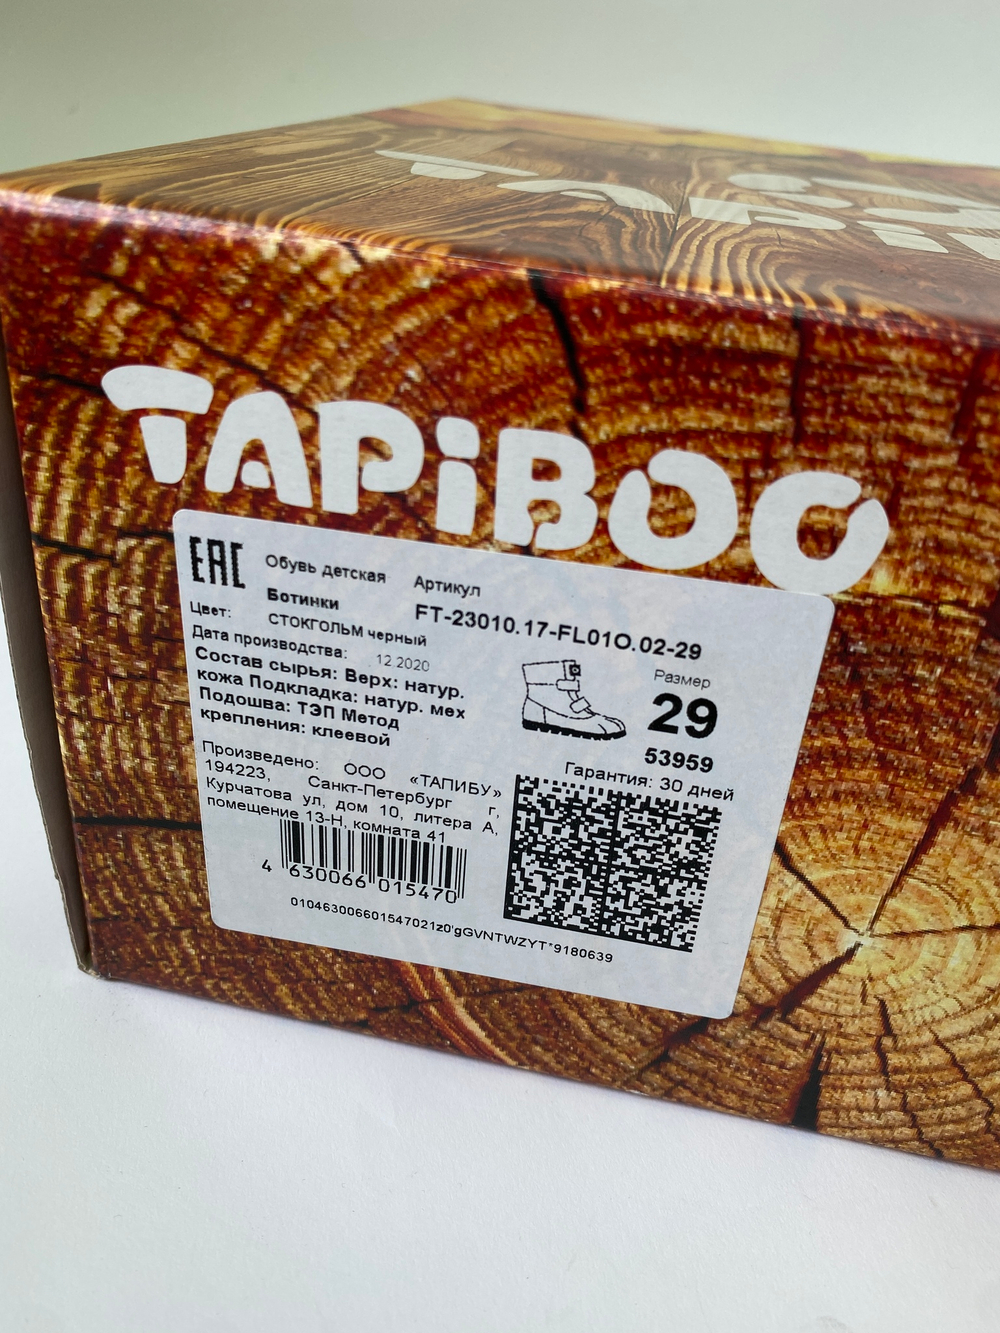 TAPiBOO
EAC
Обувь детская
Артикул
Ботинки
FT-23010.17-FL01O.02-29
Цвет: СТОКГОЛЬМ черный
Дата производства: 12.2020
Состав сырья: Верх: натур.
кожа Подкладка: натур. мех
Подошва: ТЭП Метод
крепления: клеевой
Размер
29
53959
Гарантия: 30 дней
Произведено: ООО «ТАПИБУ»
194223, Санкт-Петербург г,
Курчатова ул, дом 10, литера А,
помещение 13-Н, комната 41
4 630066 015470
010463006601547021z0'gGVNTWZYT*9180639